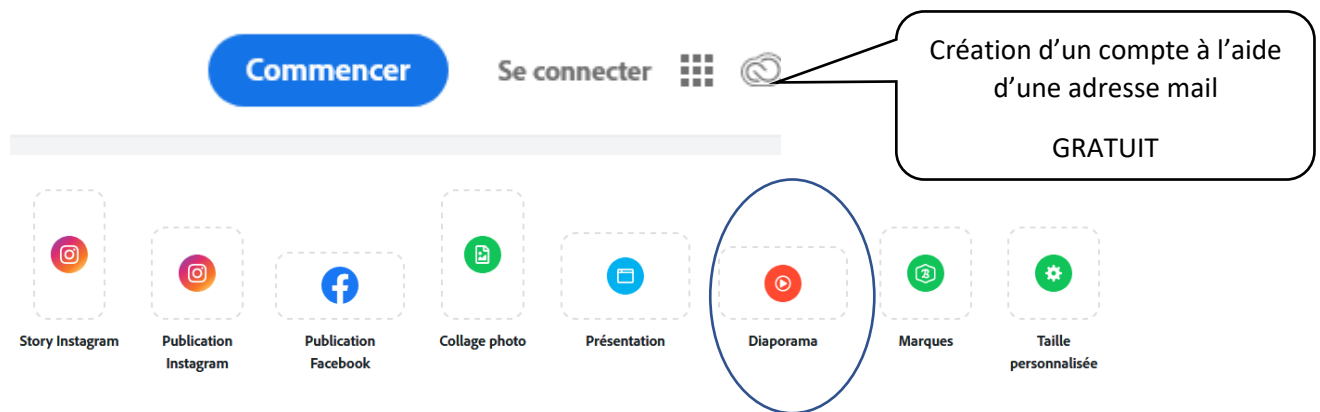 Commencer
Se connecter
Création d’un compte à l’aide
d’une adresse mail
GRATUIT
Story Instagram
Publication
Instagram
Publication
Facebook
Collage photo
Présentation
Diaporama
Marques
Taille
personnalisée